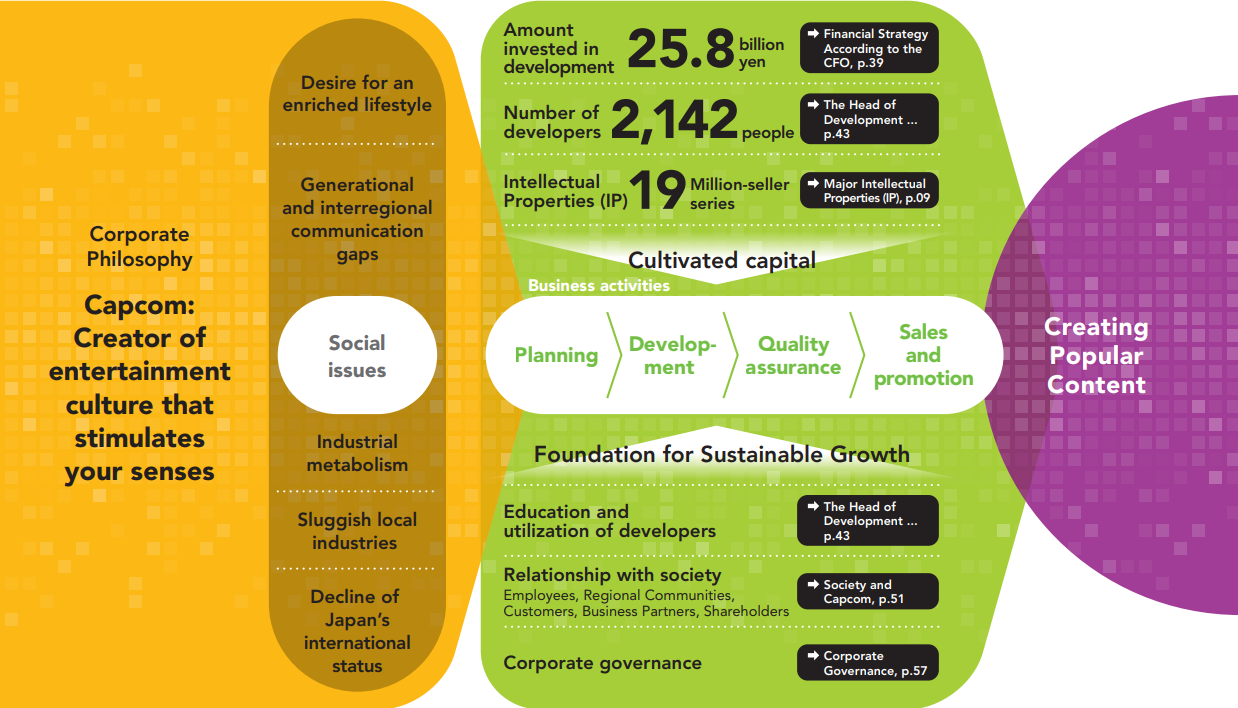 Corporate
Philosophy
Capcom:
Creator of
entertainment
culture that
stimulates
your senses
Desire for an
enriched lifestyle
Generational
and interregional
communication
gaps
Social
issues
Industrial
metabolism
Sluggish local
industries
Decline of
Japan’s
international
status
Amount
invested in
development
25.8 billion
yen
➡ Financial Strategy
According to the
CFO, p.39
Number of
developers
2,142 people
➡ The Head of
Development ...
p.43
Intellectual
Properties (IP)
19 Million-seller
series
➡ Major Intellectual
Properties (IP), p.09
Cultivated capital
Business activities
Planning
Develop-
ment
Quality
assurance
Sales
and
promotion
Foundation for Sustainable Growth
Education and
utilization of developers
➡ The Head of
Development ...
p.43
Relationship with society
Employees, Regional Communities,
Customers, Business Partners, Shareholders
➡ Society and
Capcom, p.51
Corporate governance
➡ Corporate
Governance, p.57
Creating
Popular
Content